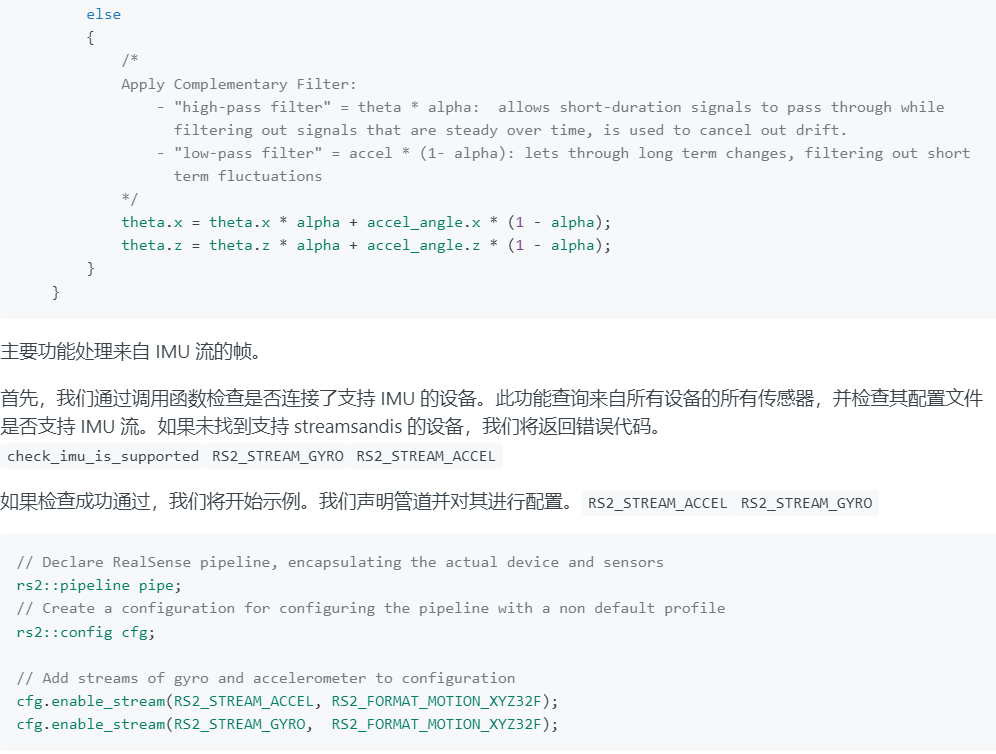 else
{
/*
Apply Complementary Filter:
- "high-pass filter" = theta * alpha:  allows short-duration signals to pass through while
filtering out signals that are steady over time, is used to cancel out drift.
- "low-pass filter" = accel * (1- alpha): lets through long term changes, filtering out short
term fluctuations
*/
theta.x = theta.x * alpha + accel_angle.x * (1 - alpha);
theta.z = theta.z * alpha + accel_angle.z * (1 - alpha);
}
}
主要功能处理来自 IMU 流的帧。
首先，我们通过调用函数检查是否连接了支持 IMU 的设备。此功能查询来自所有设备的所有传感器，并检查其配置文件
是否支持 IMU 流。如果未找到支持 streamsandis 的设备，我们将返回错误代码。
check_imu_is_supported RS2_STREAM_GYRO RS2_STREAM_ACCEL
如果检查成功通过，我们将开始示例。我们声明管道并对其进行配置。 RS2_STREAM_ACCEL RS2_STREAM_GYRO
// Declare RealSense pipeline, encapsulating the actual device and sensors
rs2::pipeline pipe;
// Create a configuration for configuring the pipeline with a non default profile
rs2::config cfg;
// Add streams of gyro and accelerometer to configuration
cfg.enable_stream(RS2_STREAM_ACCEL, RS2_FORMAT_MOTION_XYZ32F);
cfg.enable_stream(RS2_STREAM_GYRO,  RS2_FORMAT_MOTION_XYZ32F);